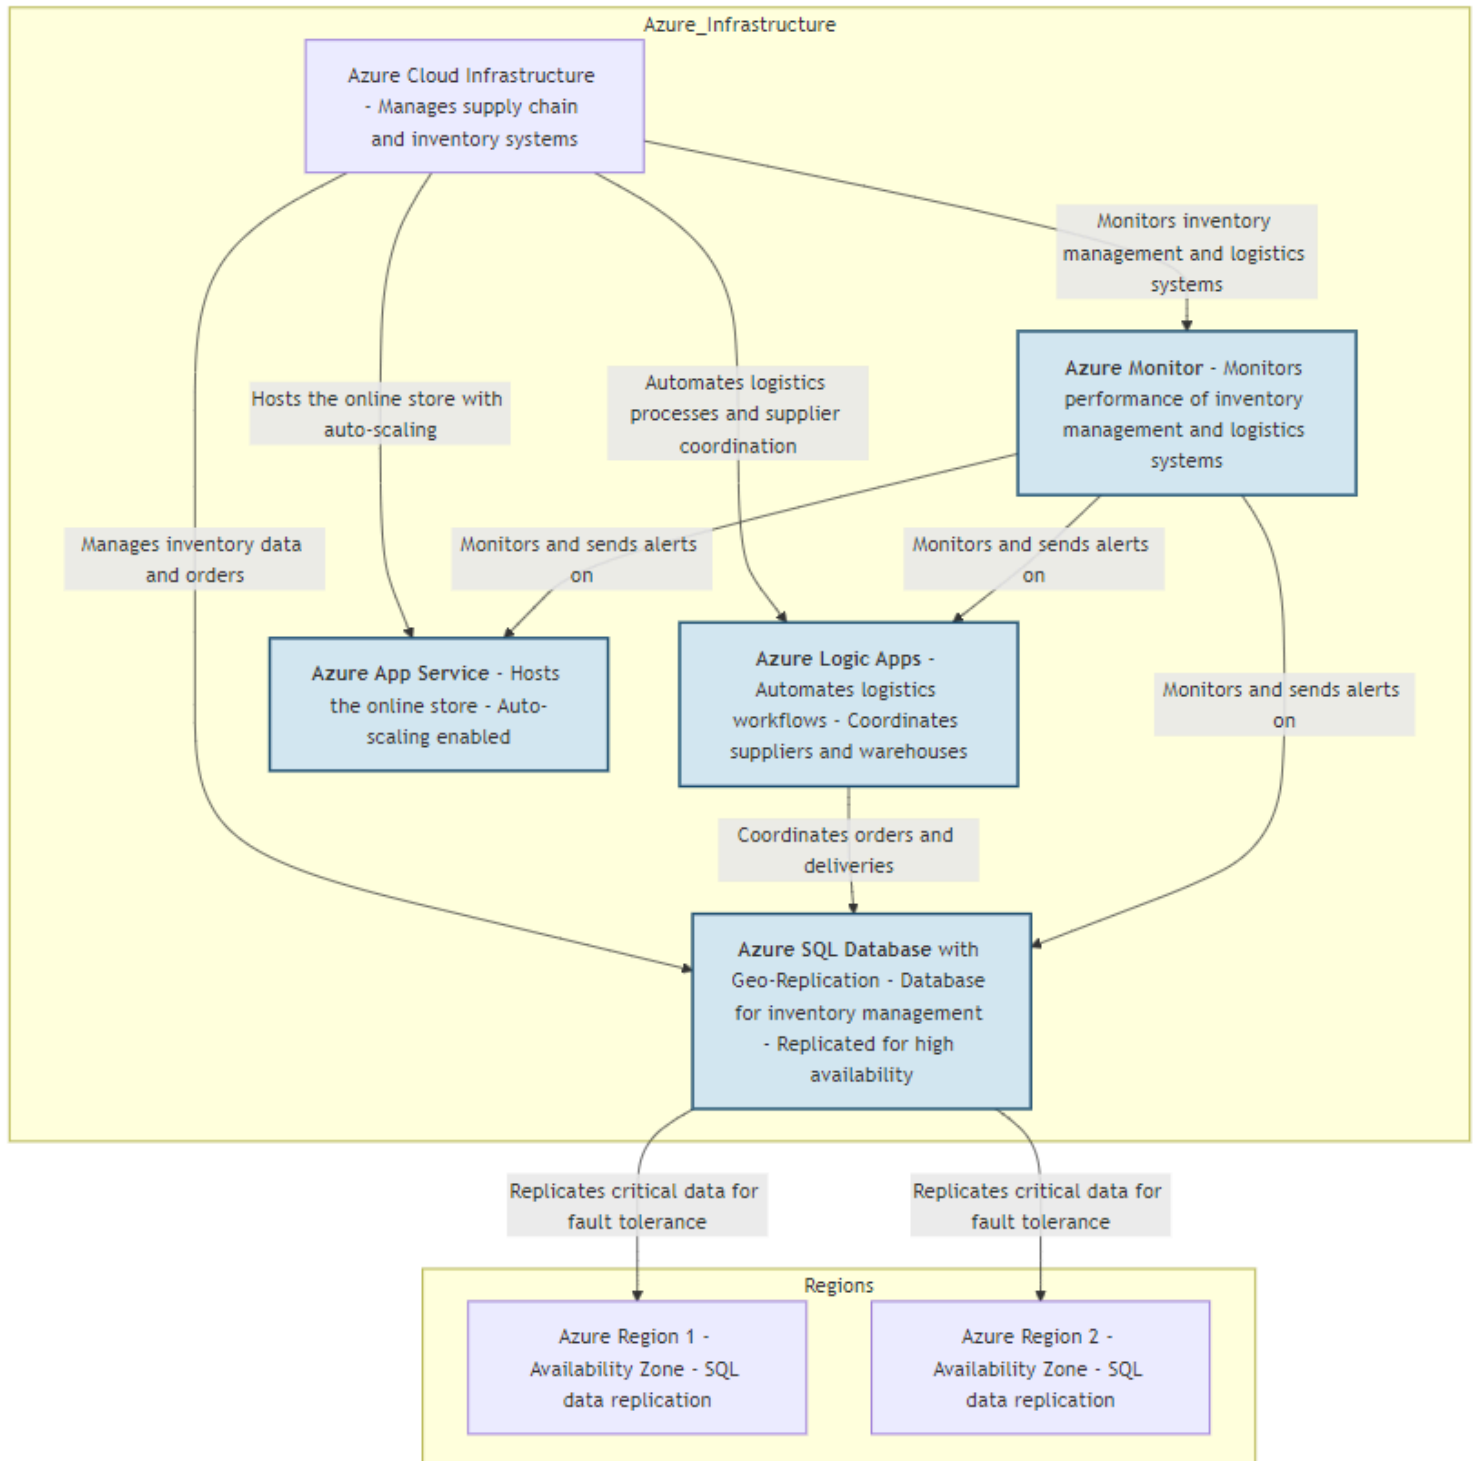 Azure_Infrastructure
Azure Cloud Infrastructure
- Manages supply chain
and inventory systems
Monitors inventory
management and logistics
systems
Hosts the online store with
auto-scaling
Automates logistics
processes and supplier
coordination
Azure Monitor - Monitors
performance of inventory
management and logistics
systems
Manages inventory data
and orders
Monitors and sends alerts
on
Monitors and sends alerts
on
Azure App Service - Hosts
the online store - Auto-
scaling enabled
Azure Logic Apps -
Automates logistics
workflows - Coordinates
suppliers and warehouses
Monitors and sends alerts
on
Coordinates orders and
deliveries
Azure SQL Database with
Geo-Replication - Database
for inventory management
- Replicated for high
availability
Replicates critical data for
fault tolerance
Replicates critical data for
fault tolerance
Regions
Azure Region 1 -
Availability Zone - SQL
data replication
Azure Region 2 -
Availability Zone - SQL
data replication